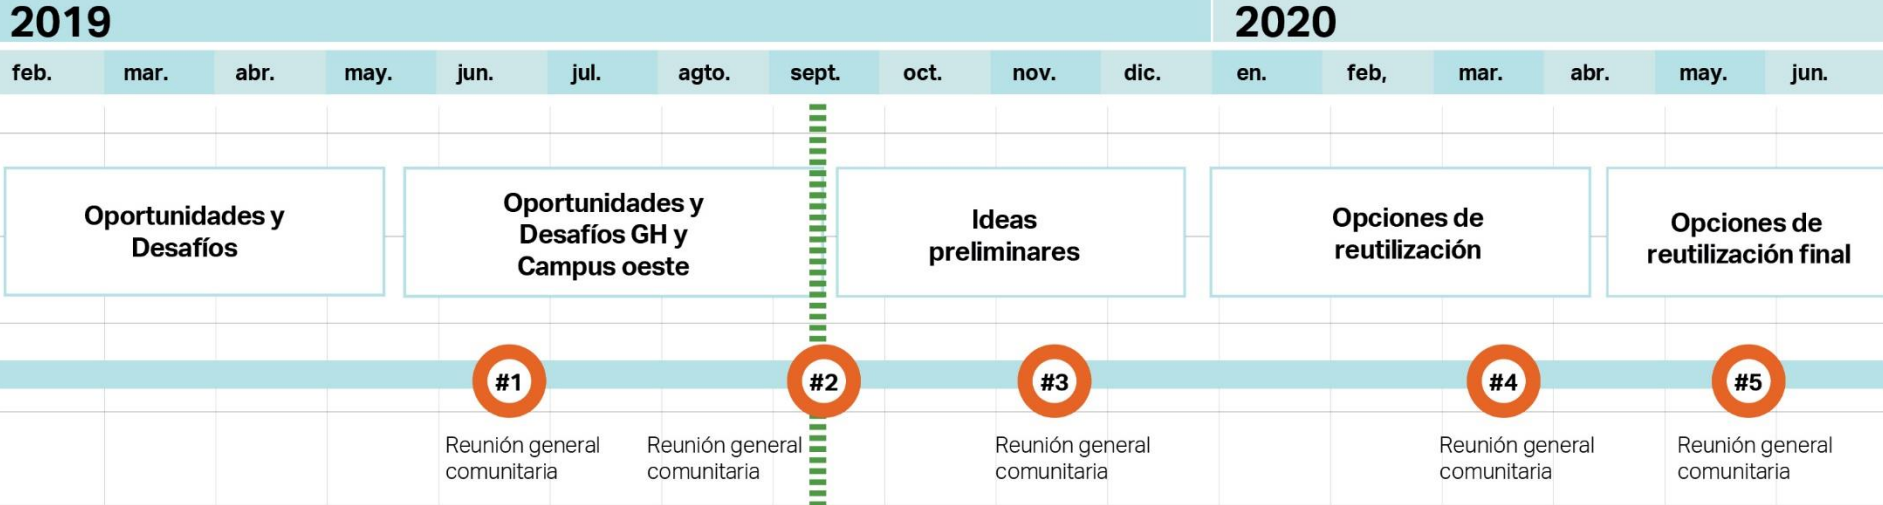 2019
2020
feb. mar. abr. may. jun. jul. agto. sept. oct. nov. dic. en. feb, mar. abr. may. jun.
Oportunidades y
Desafíos
Oportunidades y
Desafíos GH y
Campus oeste
Ideas
preliminares
Opciones de
reutilización
Opciones de
reutilización final
#1
#2
#3
#4
#5
Reunión general
comunitaria
Reunión general
comunitaria
Reunión general
comunitaria
Reunión general
comunitaria
Reunión general
comunitaria